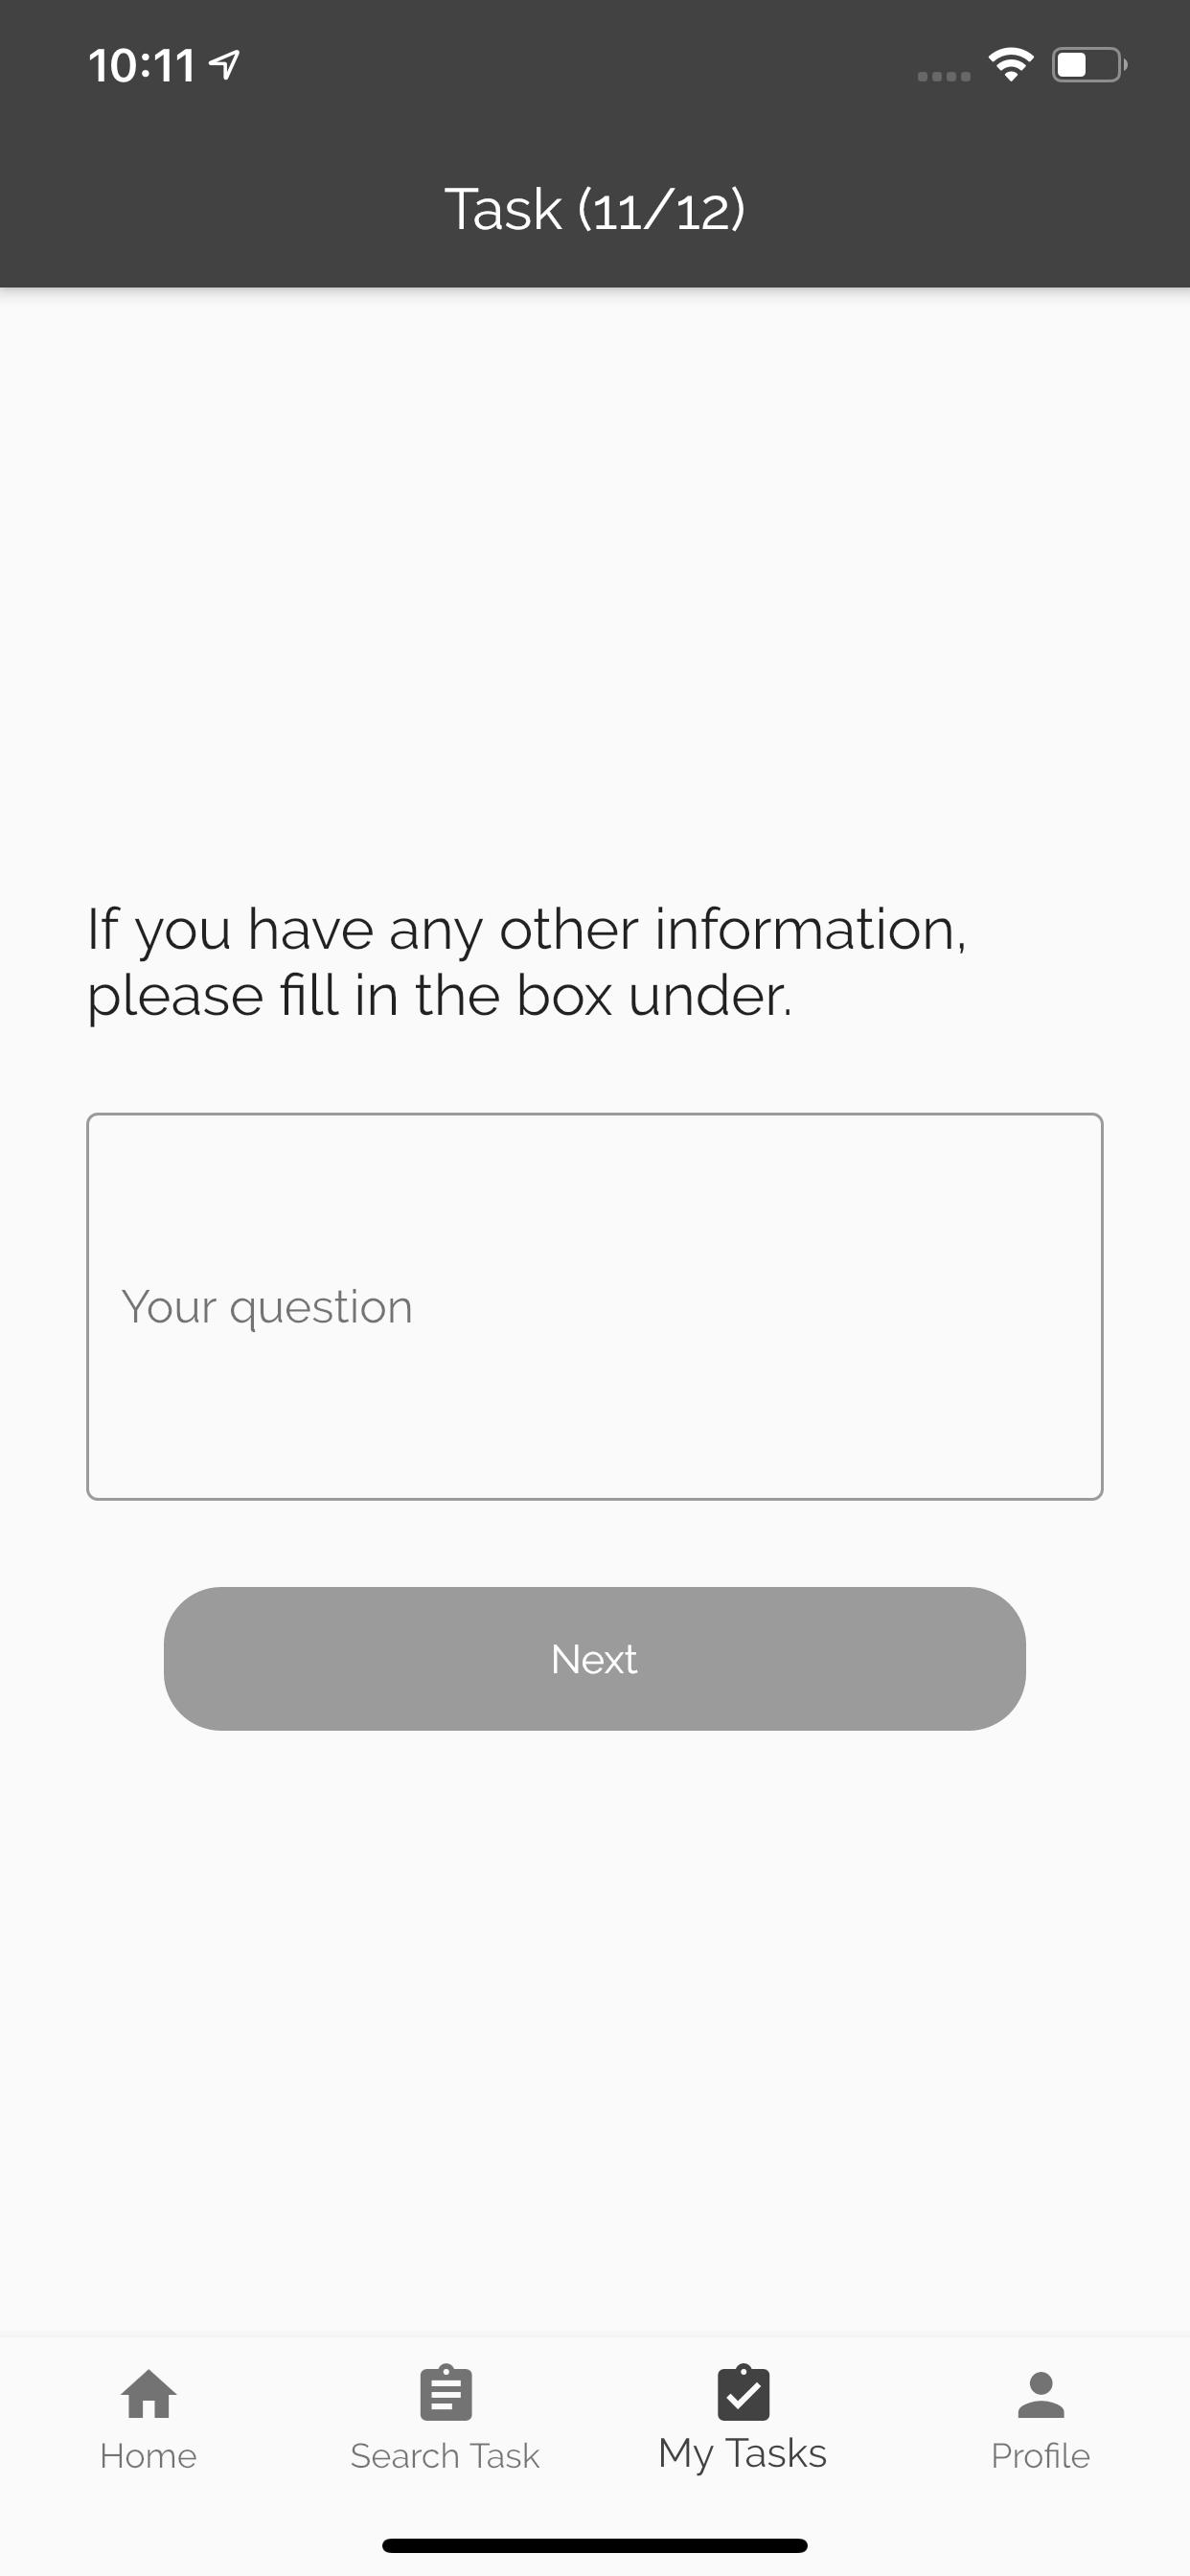 10:11
Task (11/12)
If you have any other information,
please fill in the box under.
Your question
Next
Home
Search Task
My Tasks
Profile